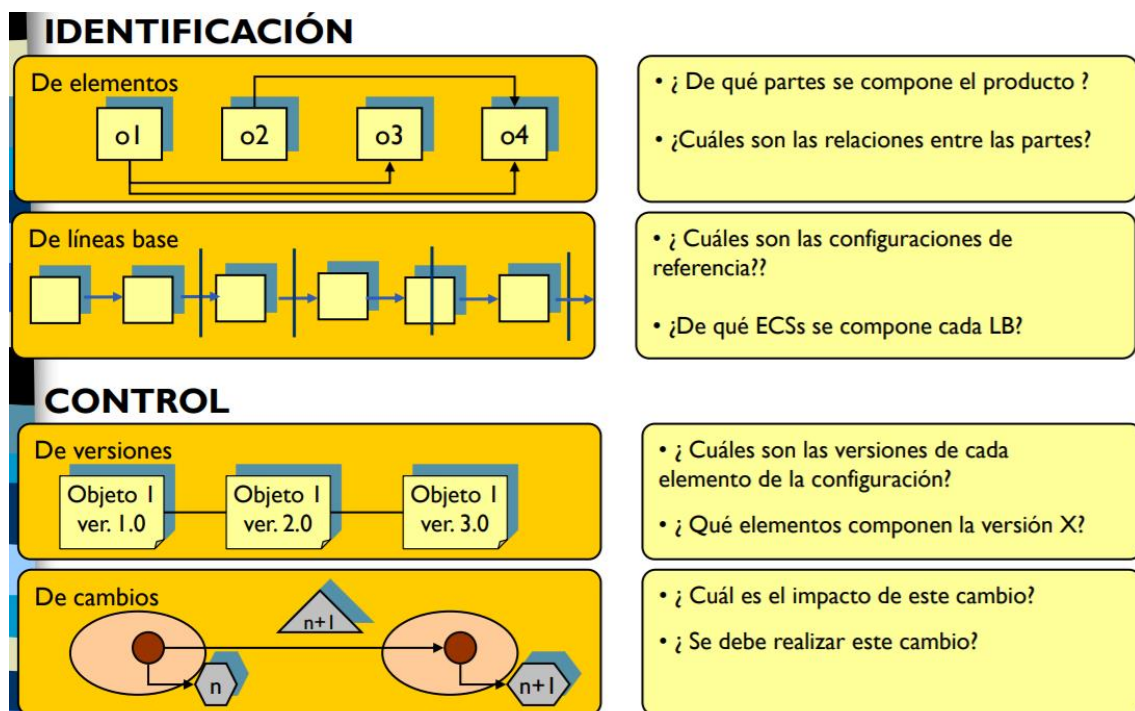 IDENTIFICACIÓN
De elementos
o1
o2
o3
o4
• ¿ De qué partes se compone el producto ?
• ¿Cuáles son las relaciones entre las partes?
De líneas base
• ¿ Cuáles son las configuraciones de
referencia??
• ¿De qué ECSs se compone cada LB?
CONTROL
De versiones
Objeto 1
ver. 1.0
Objeto 1
ver. 2.0
Objeto 1
ver. 3.0
• ¿ Cuáles son las versiones de cada
elemento de la configuración?
• ¿ Qué elementos componen la versión X?
De cambios
n+1
n
n+1
• ¿ Cuál es el impacto de este cambio?
• ¿ Se debe realizar este cambio?